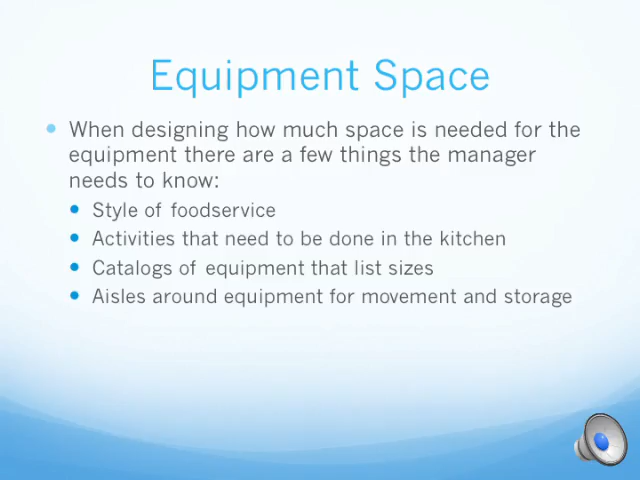 Equipment Space
• When designing how much space is needed for the
equipment there are a few things the manager
needs to know:
• Style of foodservice
• Activities that need to be done in the kitchen
• Catalogs of equipment that list sizes
• Aisles around equipment for movement and storage